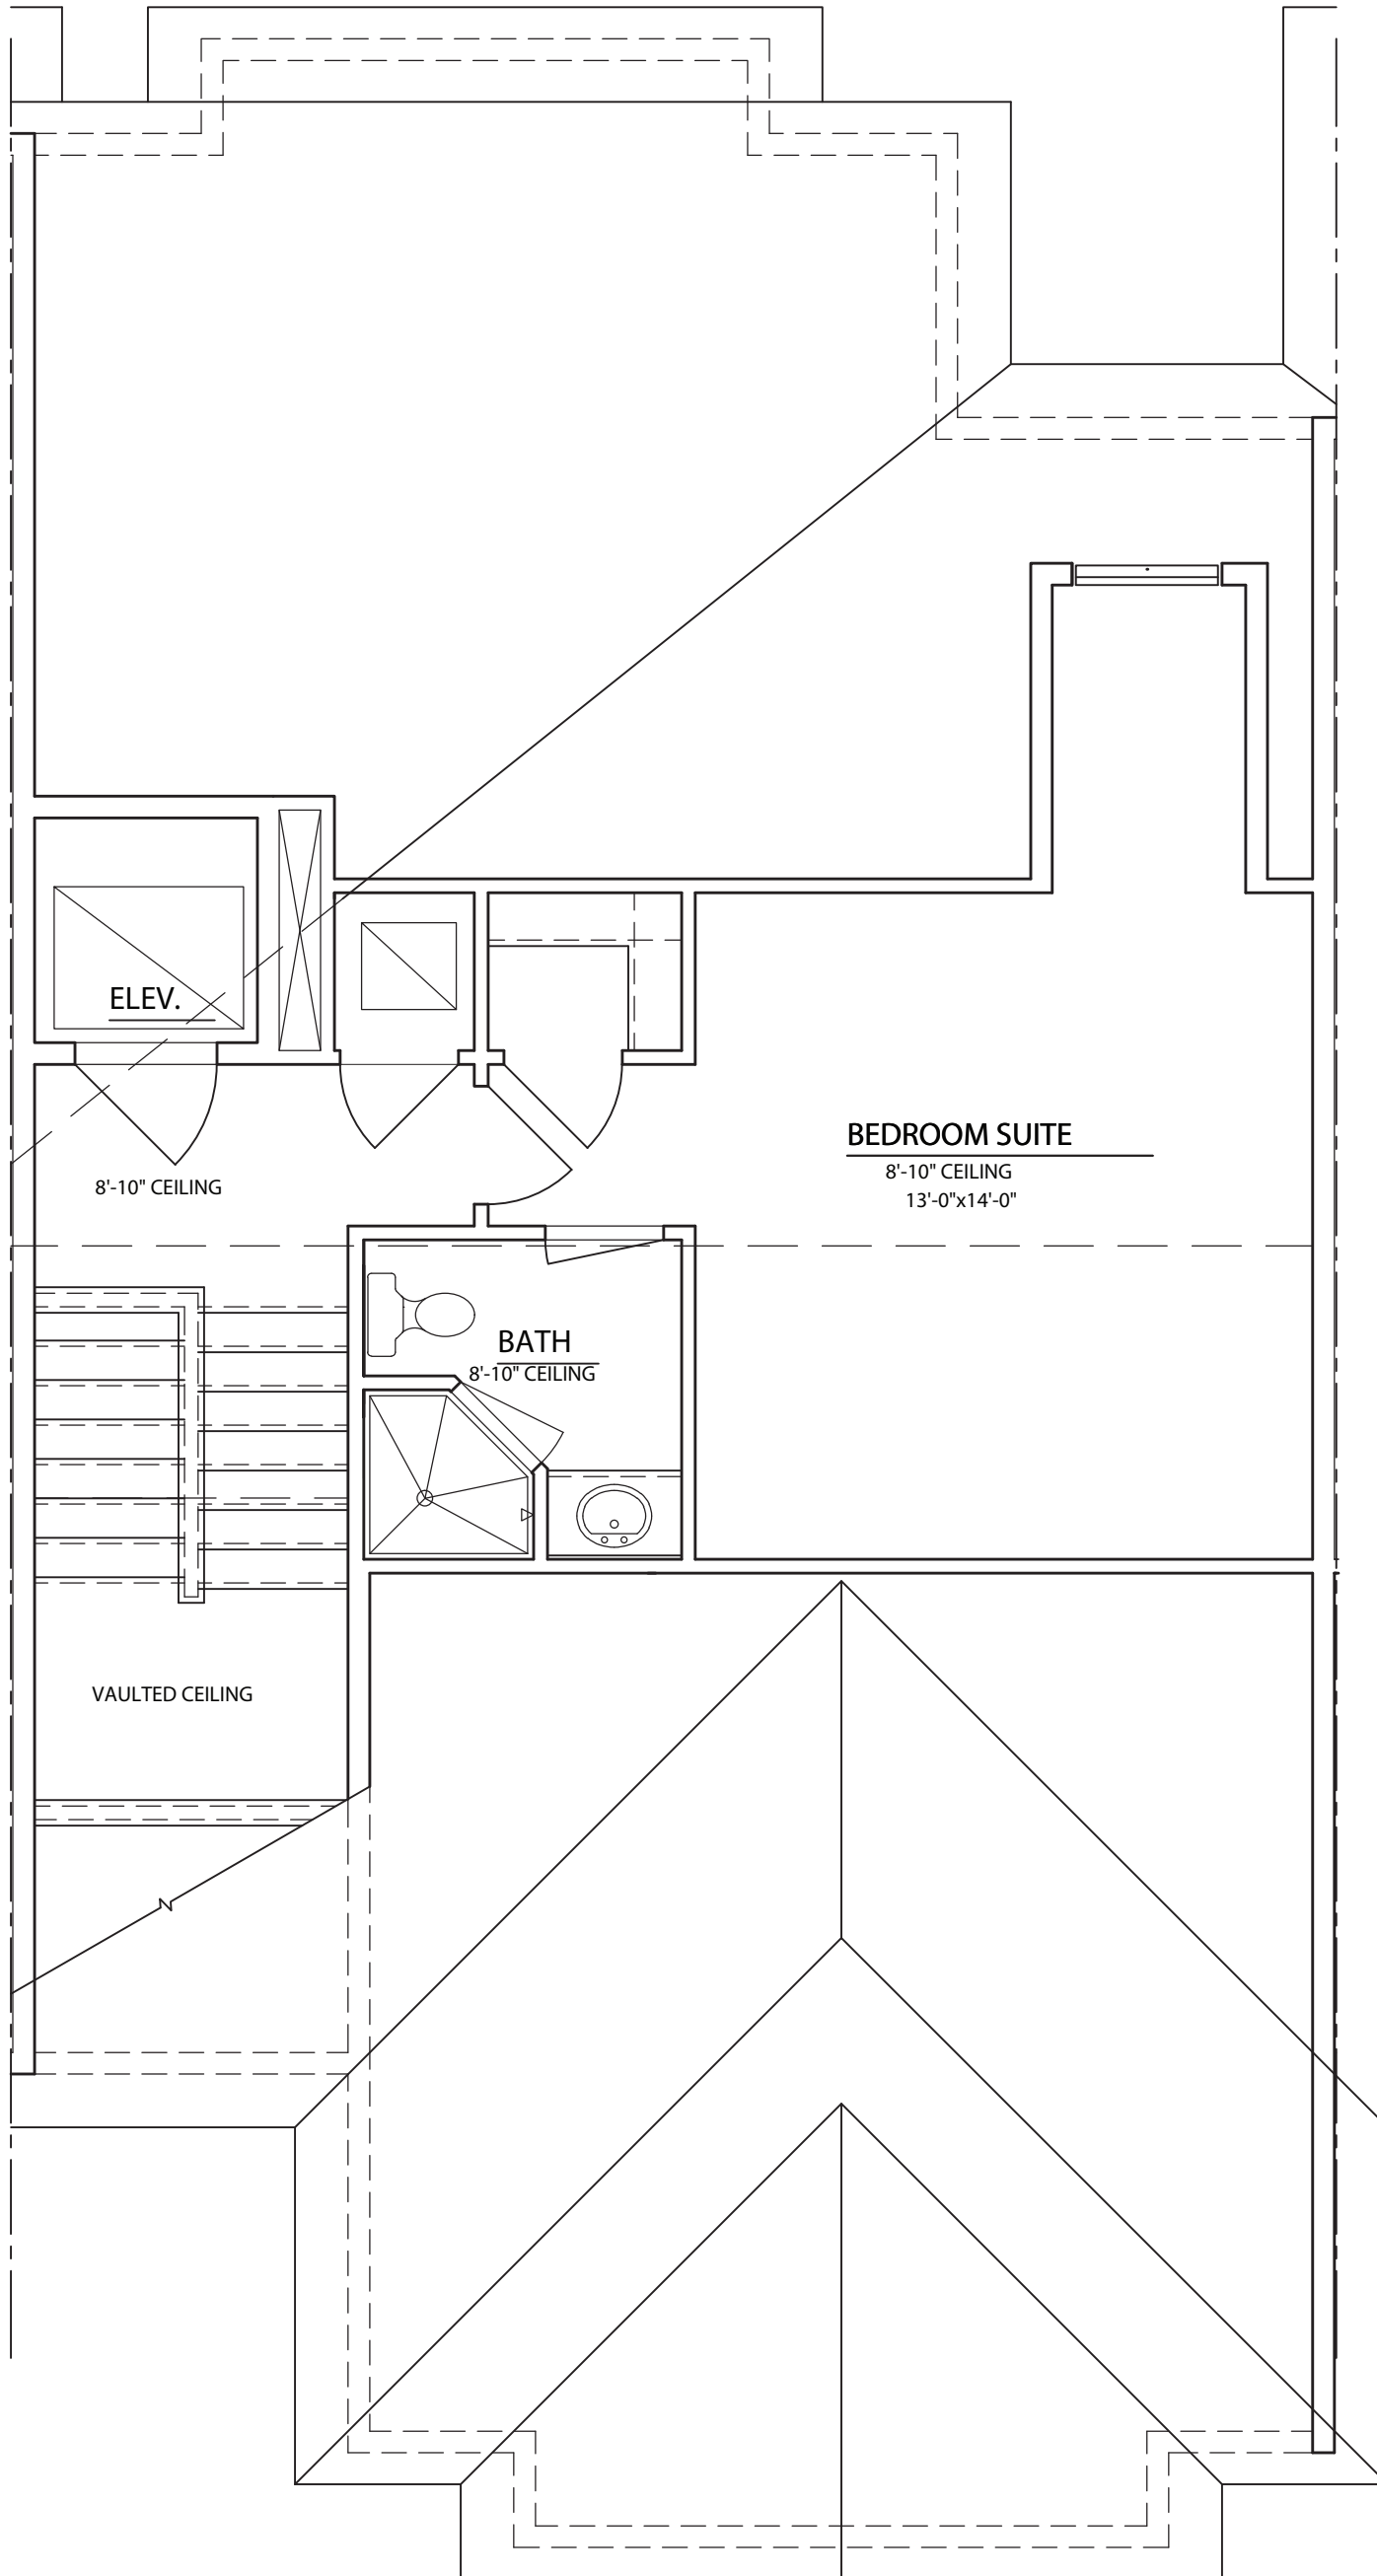 ELEV.
BEDROOM SUITE
8'-10" CEILING
13'-0"x14'-0"
8'-10" CEILING
BATH
8'-10" CEILING
VAULTED CEILING